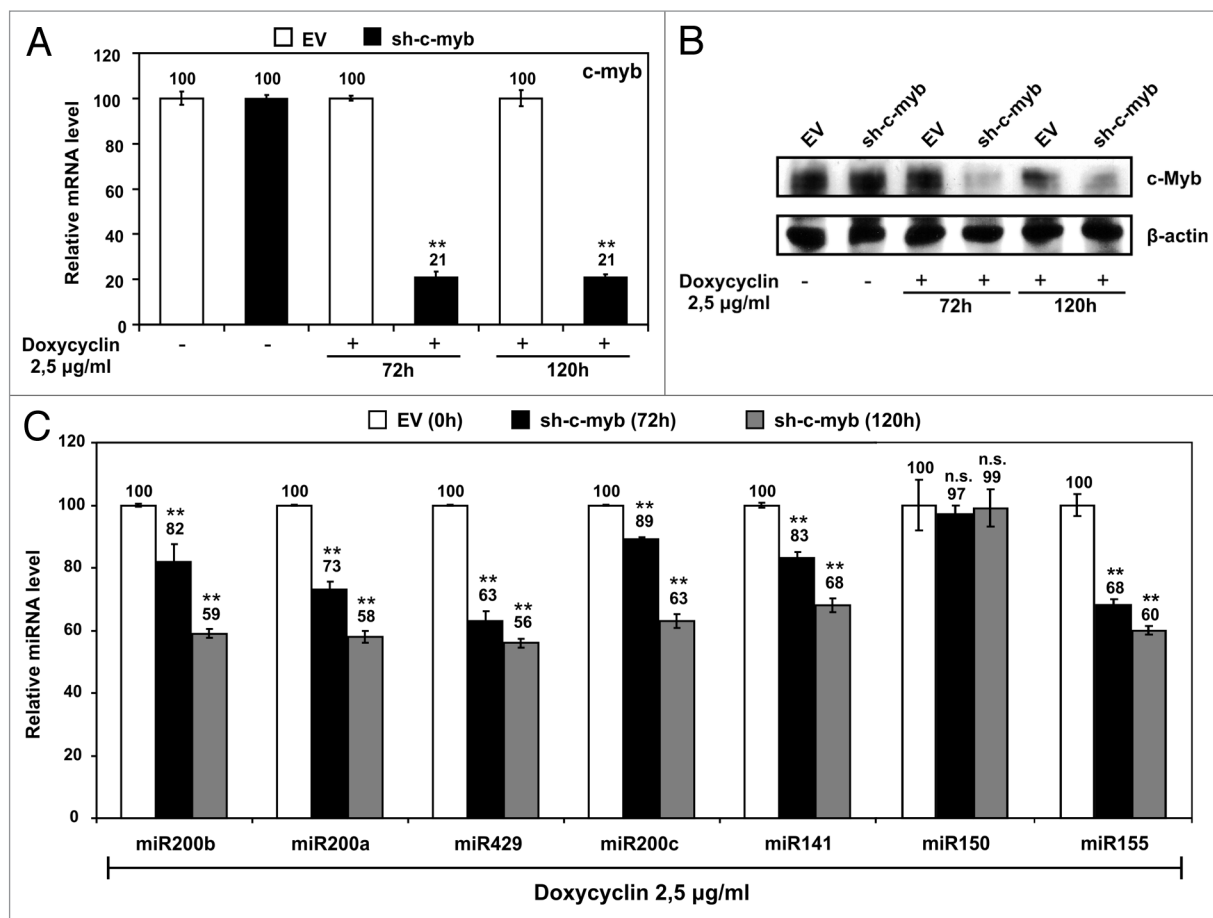 A
EV
sh-c-myb
120
100
80
60
40
20
0
Relative mRNA level
c-myb
100
100
100
**
21
100
**
21
Doxycyclin
2,5 µg/ml
-
-
+
+
+
+
72h
120h
B
EV
sh-c-myb
EV
sh-c-myb
EV
sh-c-myb
c-Myb
β-actin
Doxycyclin
2,5 µg/ml
-
-
+
+
+
+
72h
120h
C
EV (0h)
sh-c-myb (72h)
sh-c-myb (120h)
120
100
80
60
40
20
0
Relative miRNA level
100
**
82
**
59
100
**
73
**
58
100
**
63
**
56
100
**
89
**
63
100
**
83
**
68
100
n.s.
97
n.s.
99
100
**
68
**
60
miR200b
miR200a
miR429
miR200c
miR141
miR150
miR155
Doxycyclin 2,5 µg/ml